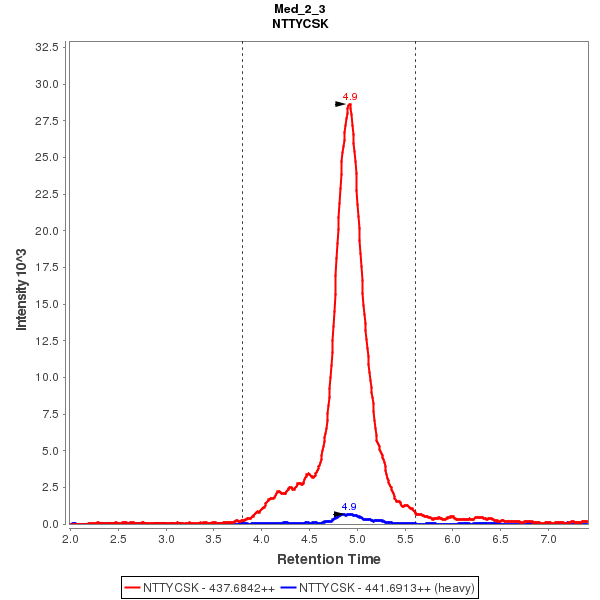 Med_2_3
NTTYCSK
32.5
30.0
27.5
25.0
22.5
20.0
17.5
15.0
12.5
10.0
7.5
5.0
2.5
0.0
Intensity 10^3
4.9
4.9
2.0 2.5 3.0 3.5 4.0 4.5 5.0 5.5 6.0 6.5 7.0
Retention Time
NTTYCSK - 437.6842++ NTTYCSK - 441.6913++ (heavy)